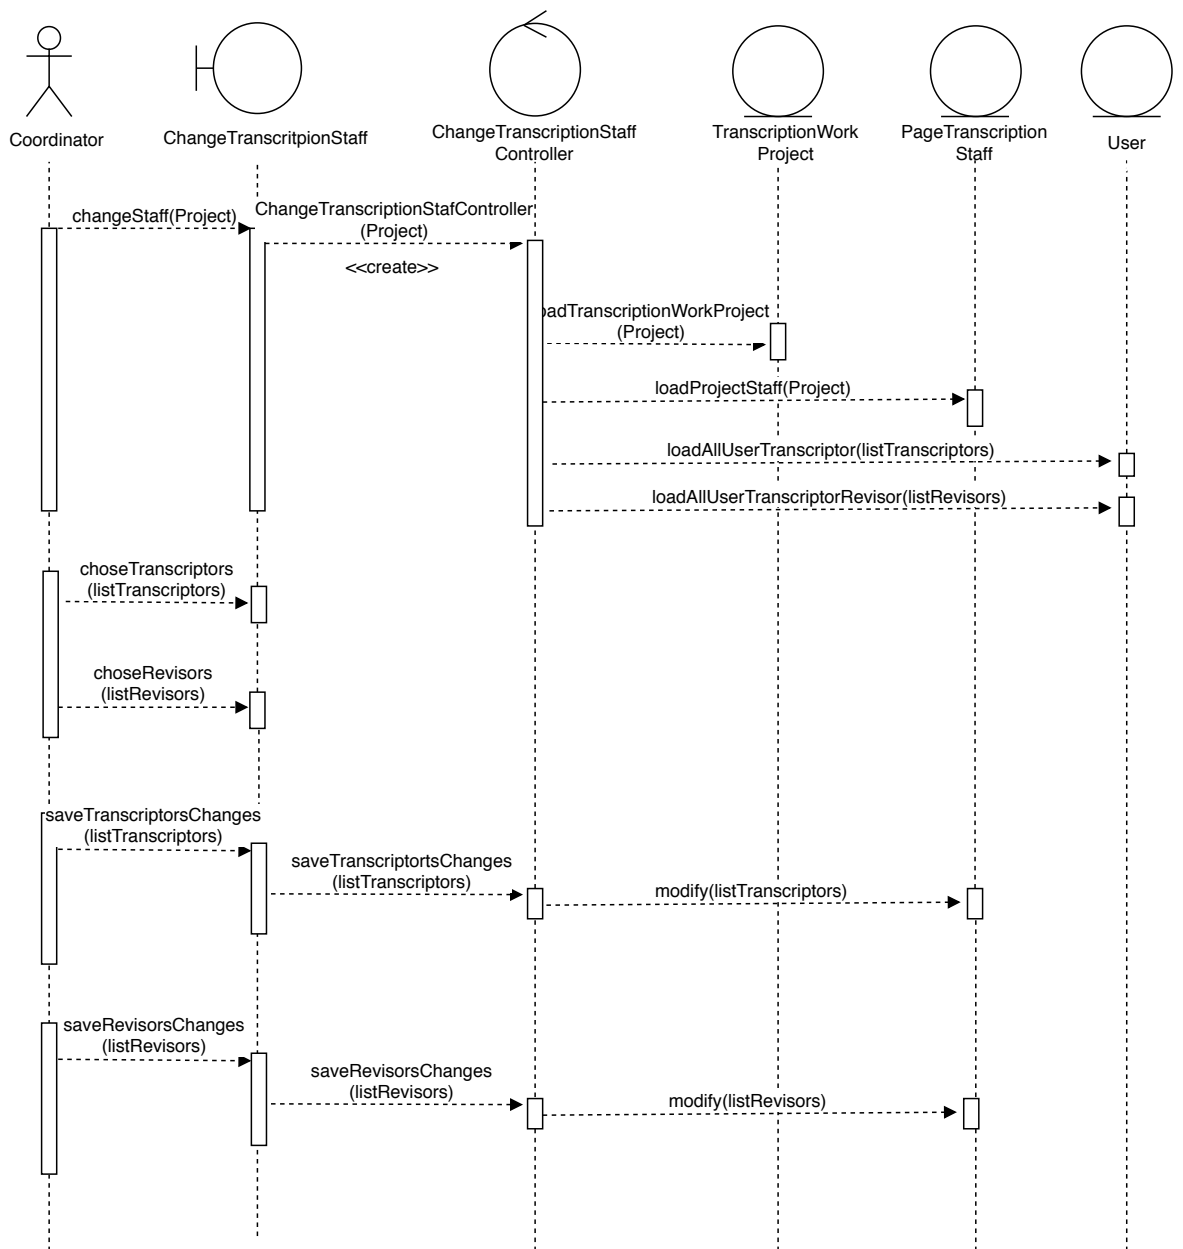 Coordinator
ChangeTranscritpionStaff
ChangeTranscriptionStaff
Controller
TranscriptionWork
Project
PageTranscription
Staff
User
changeStaff(Project)
ChangeTranscriptionStafController
(Project)
<<create>>
oadTranscriptionWorkProject
(Project)
loadProjectStaff(Project)
loadAllUserTranscriptor(listTranscriptors)
loadAllUserTranscriptorRevisor(listRevisors)
choseTranscriptors
(listTranscriptors)
choseRevisors
(listRevisors)
saveTranscriptorsChanges
(listTranscriptors)
saveTranscriptortsChanges
(listTranscriptors)
modify(listTranscriptors)
saveRevisorsChanges
(listRevisors)
saveRevisorsChanges
(listRevisors)
modify(listRevisors)